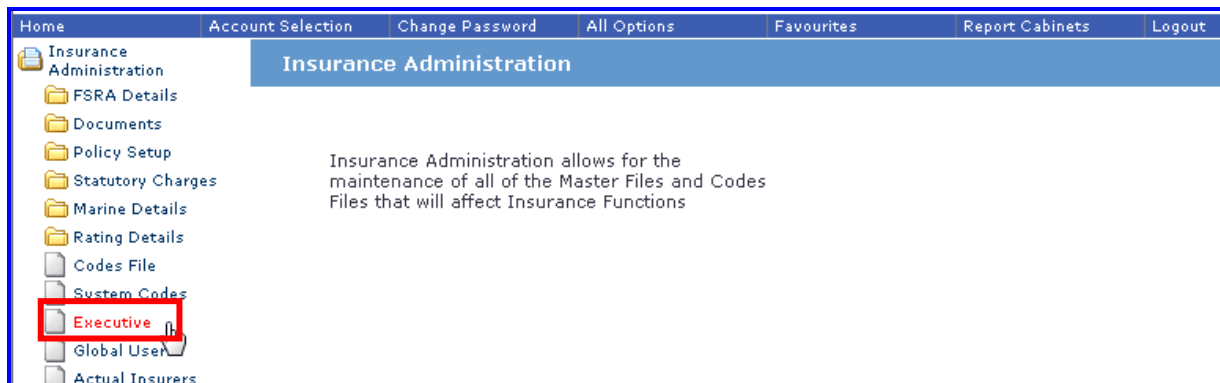 Home Account Selection Change Password All Options Favourites Report Cabinets Logout
Insurance
Administration
Insurance Administration
FSRA Details
Documents
Policy Setup
Statutory Charges
Marine Details
Rating Details
Codes File
System Codes
Executive
Global User
Actual Insurers
Insurance Administration allows for the
maintenance of all of the Master Files and Codes
Files that will affect Insurance Functions